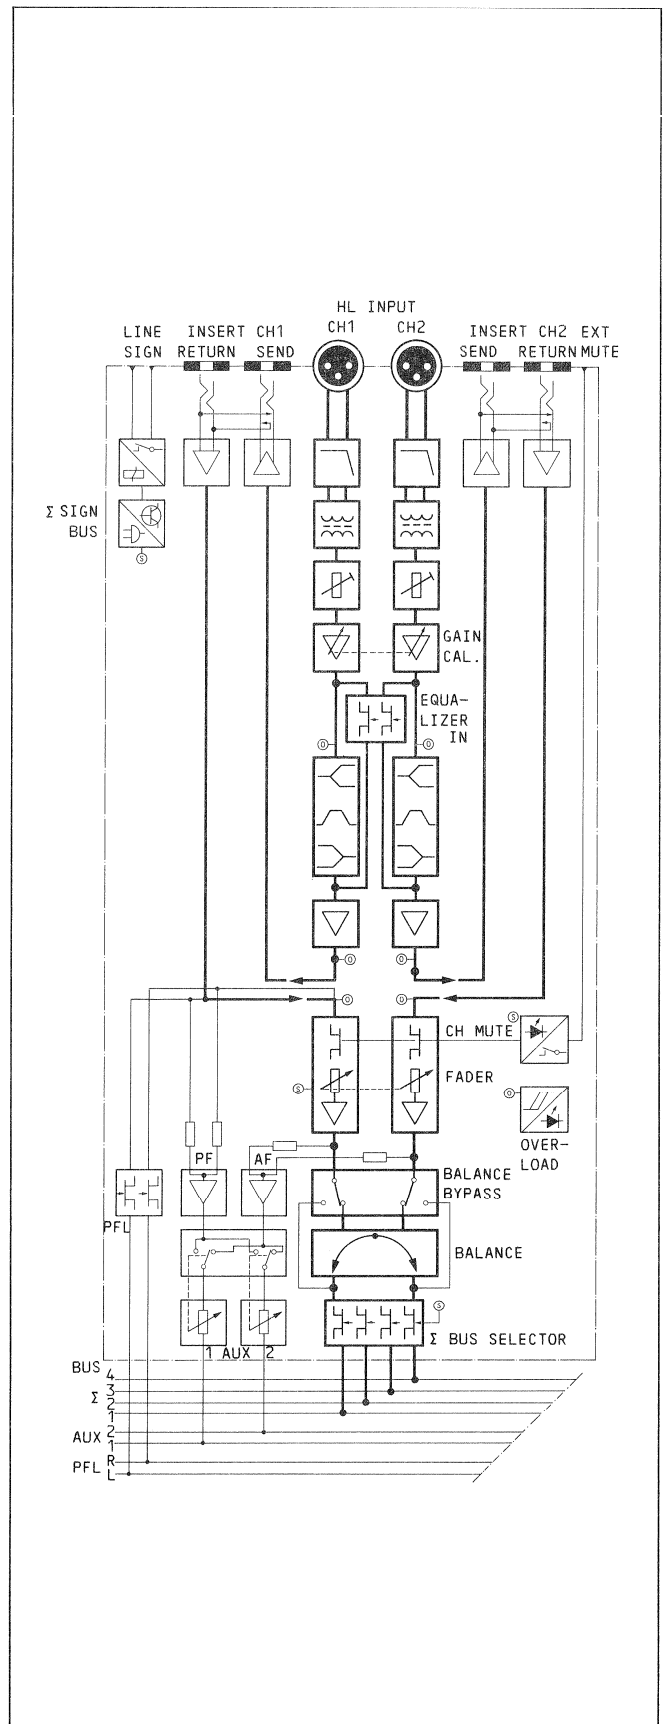 HL INPUT
LINE INSERT CH1 CH1 CH2 INSERT CH2 EXT
SIGN RETURN SEND SEND RETURN MUTE
Σ SIGN
BUS
S
GAIN
CAL.
EQUA-
LIZER
IN
O O
O O
O O
S
CH MUTE
S
FADER
O
OVER-
LOAD
PF AF
BALANCE
BYPASS
PFL
BALANCE
S
1 AUX 2
Σ BUS SELECTOR
BUS 4
3
Σ 2
1
AUX 2
1
PFL R
L